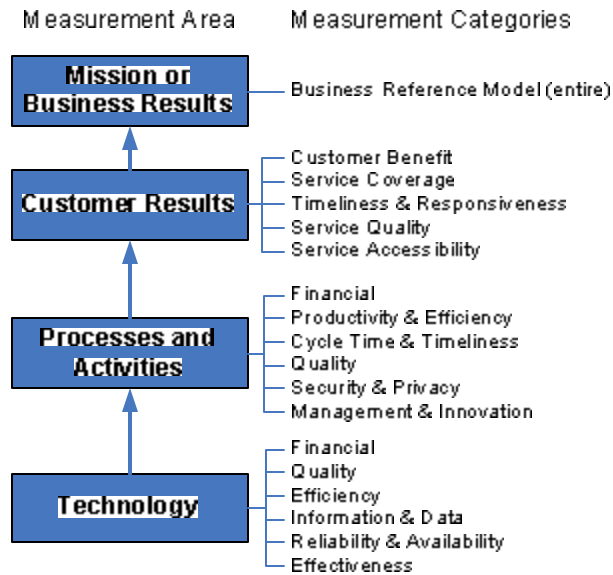 Measurement Area
Measurement Categories
Mission or
Business Results
Business Reference Model (entire)
Customer Results
Customer Benefit
Service Coverage
Timeliness & Responsiveness
Service Quality
Service Accessibility
Processes and
Activities
Financial
Productivity & Efficiency
Cycle Time & Timeliness
Quality
Security & Privacy
Management & Innovation
Technology
Financial
Quality
Efficiency
Information & Data
Reliability & Availability
Effectiveness